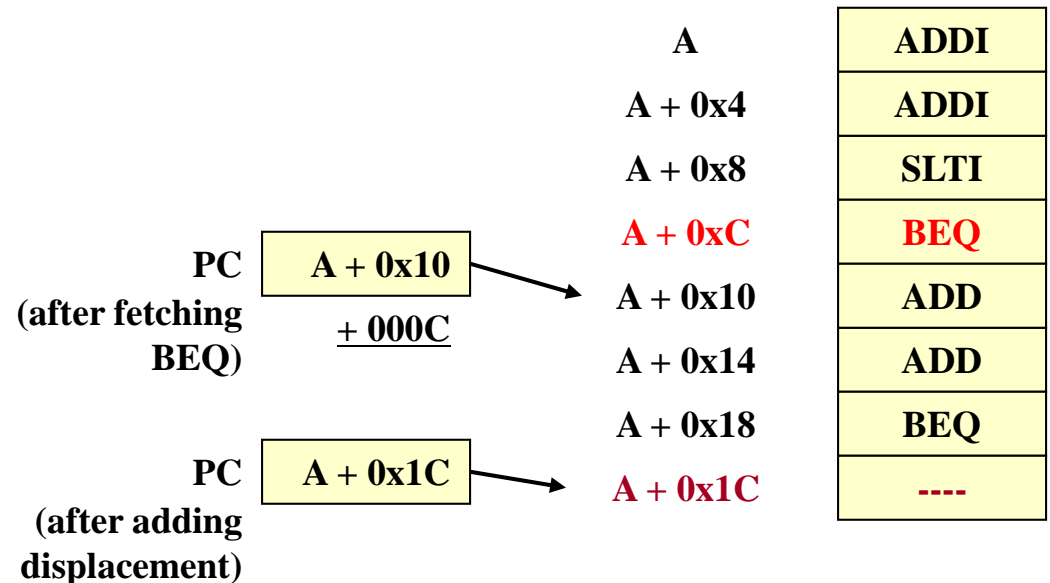 A ADDI
A + 0x4 ADDI
A + 0x8 SLTI
A + 0xC BEQ
PC A + 0x10
(after fetching
BEQ)
+ 000C
A + 0x10 ADD
A + 0x14 ADD
A + 0x18 BEQ
PC A + 0x1C
(after adding
displacement)
A + 0x1C ----